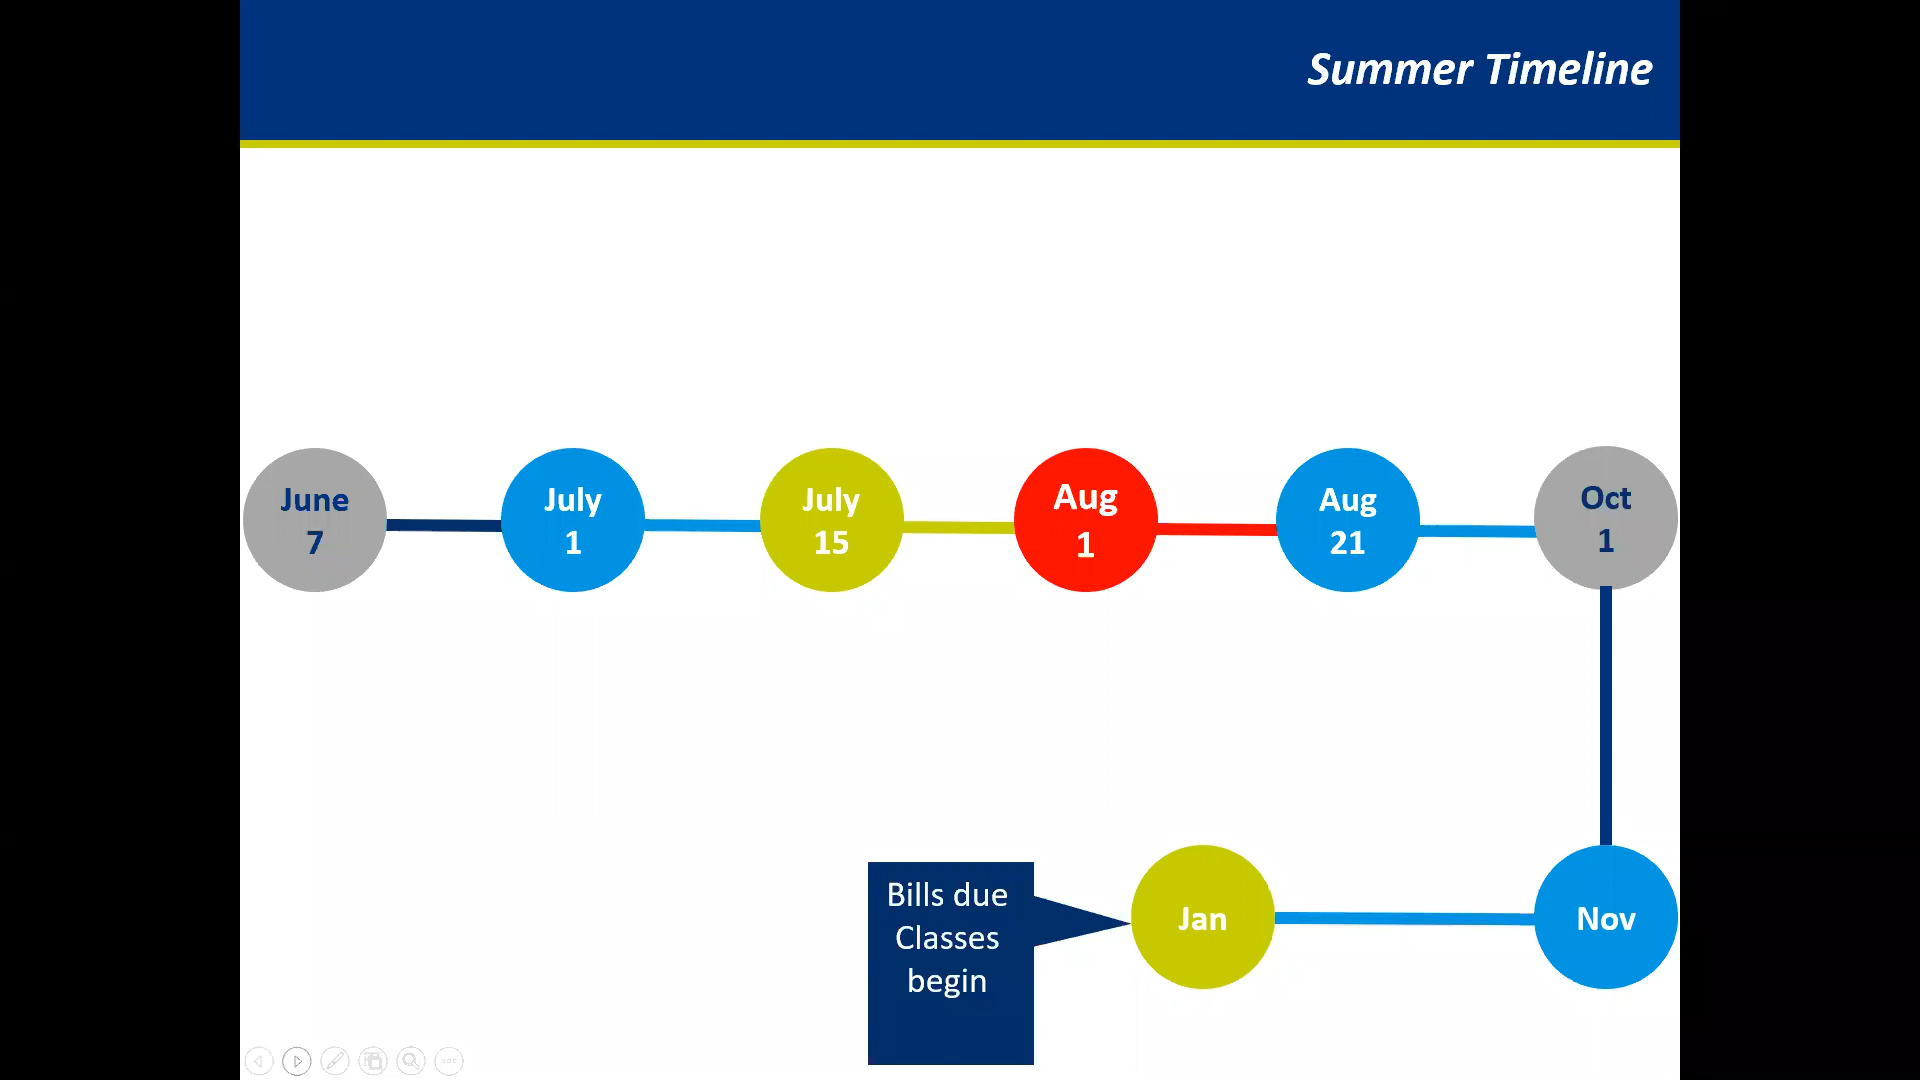 Summer Timeline
June
7
July
1
July
15
Aug
1
Aug
21
Oct
1
Bills due
Classes
begin
Jan
Nov